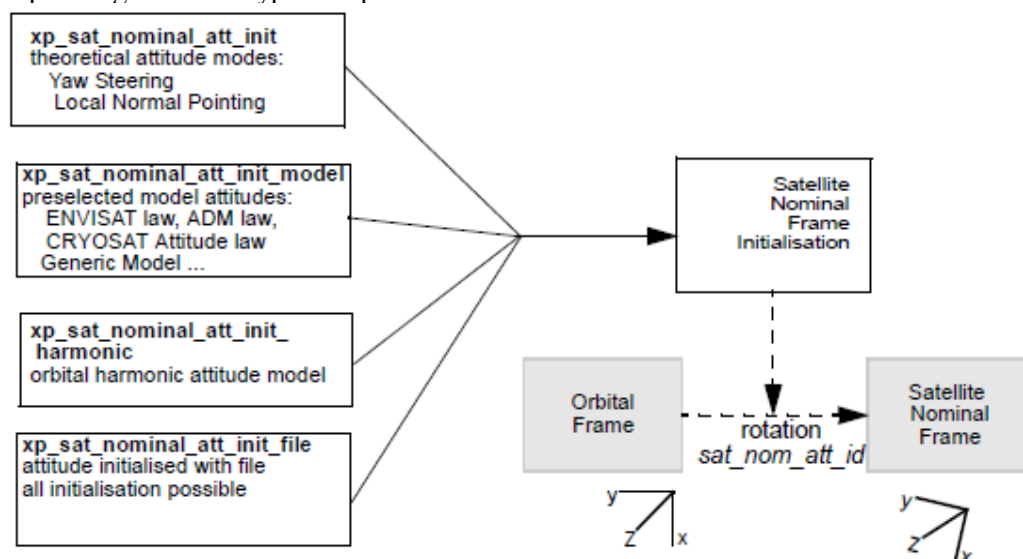 xp_sat_nominal_att_init
theoretical attitude modes:
Yaw Steering
Local Normal Pointing
xp_sat_nominal_att_init_model
preselected model attitudes:
ENVISAT law, ADM law,
CRYOSAT Attitude law
Generic Model ...
xp_sat_nominal_att_init_
harmonic
orbital harmonic attitude model
xp_sat_nominal_att_init_file
attitude initialised with file
all initialisation possible
Satellite
Nominal
Frame
Initialisation
Orbital
Frame
rotation
sat_nom_att_id
Satellite
Nominal
Frame
y
Z
x
y
Z
x